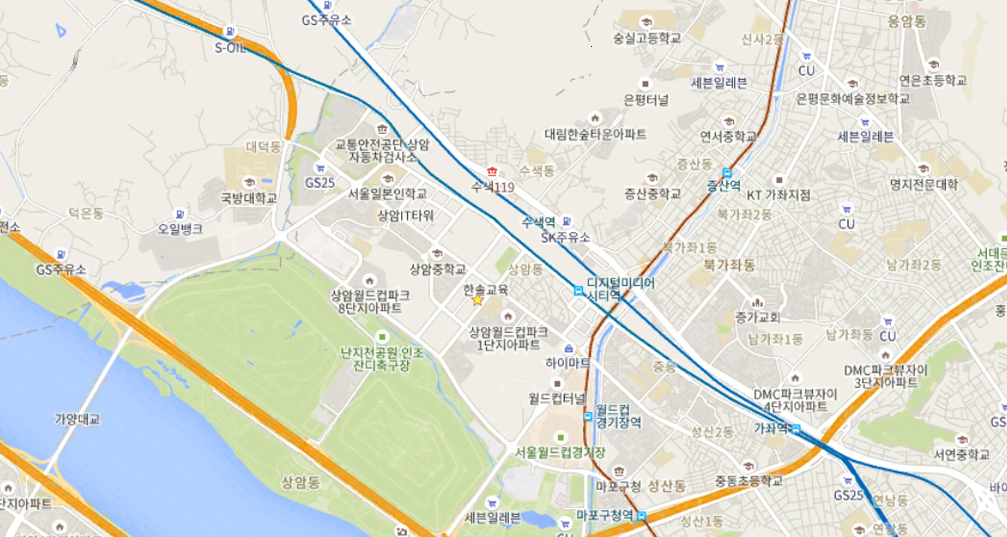 GS주유소
응암동
숭실고등학교
신사2동
S-OIL
CU
세븐일레븐
연은초등학교
은평터널
은평문화예술정보학교
대림한숲타운아파트
연서중학교
세븐일레븐
교통안전공단 상암
자동차검사소
대덕동
수색동
증산동
GS25
수색119
증산역
명지전문대학
국방대학교
서울일본인학교
증산중학교
KT 가좌지점
덕은동
상암IT타워
북가좌2동
오일뱅크
수색역
CU
SK주유소
북가좌1동
서대문
GS주유소
상암중학교
상암동
북가좌동
남가좌2동
인조잔디
한솔교육
디지털미디어
시티역
상암월드컵파크
8단지아파트
증가교회
CU
상암월드컵파크
1단지아파트
남가좌1동
남가좌동
난지천공원 인조
잔디축구장
하이마트
중동
DMC파크뷰자이
3단지아파트
월드컵터널
DMC파크뷰자이
4단지아파트
가양대교
월드컵
경기장역
성산2동
가좌역
서울월드컵경기장
서연중학교
상암동
마포구청
성산동
중동초등학교
GS25
연남동
세븐일레븐
마포구청역
성산1동
CU